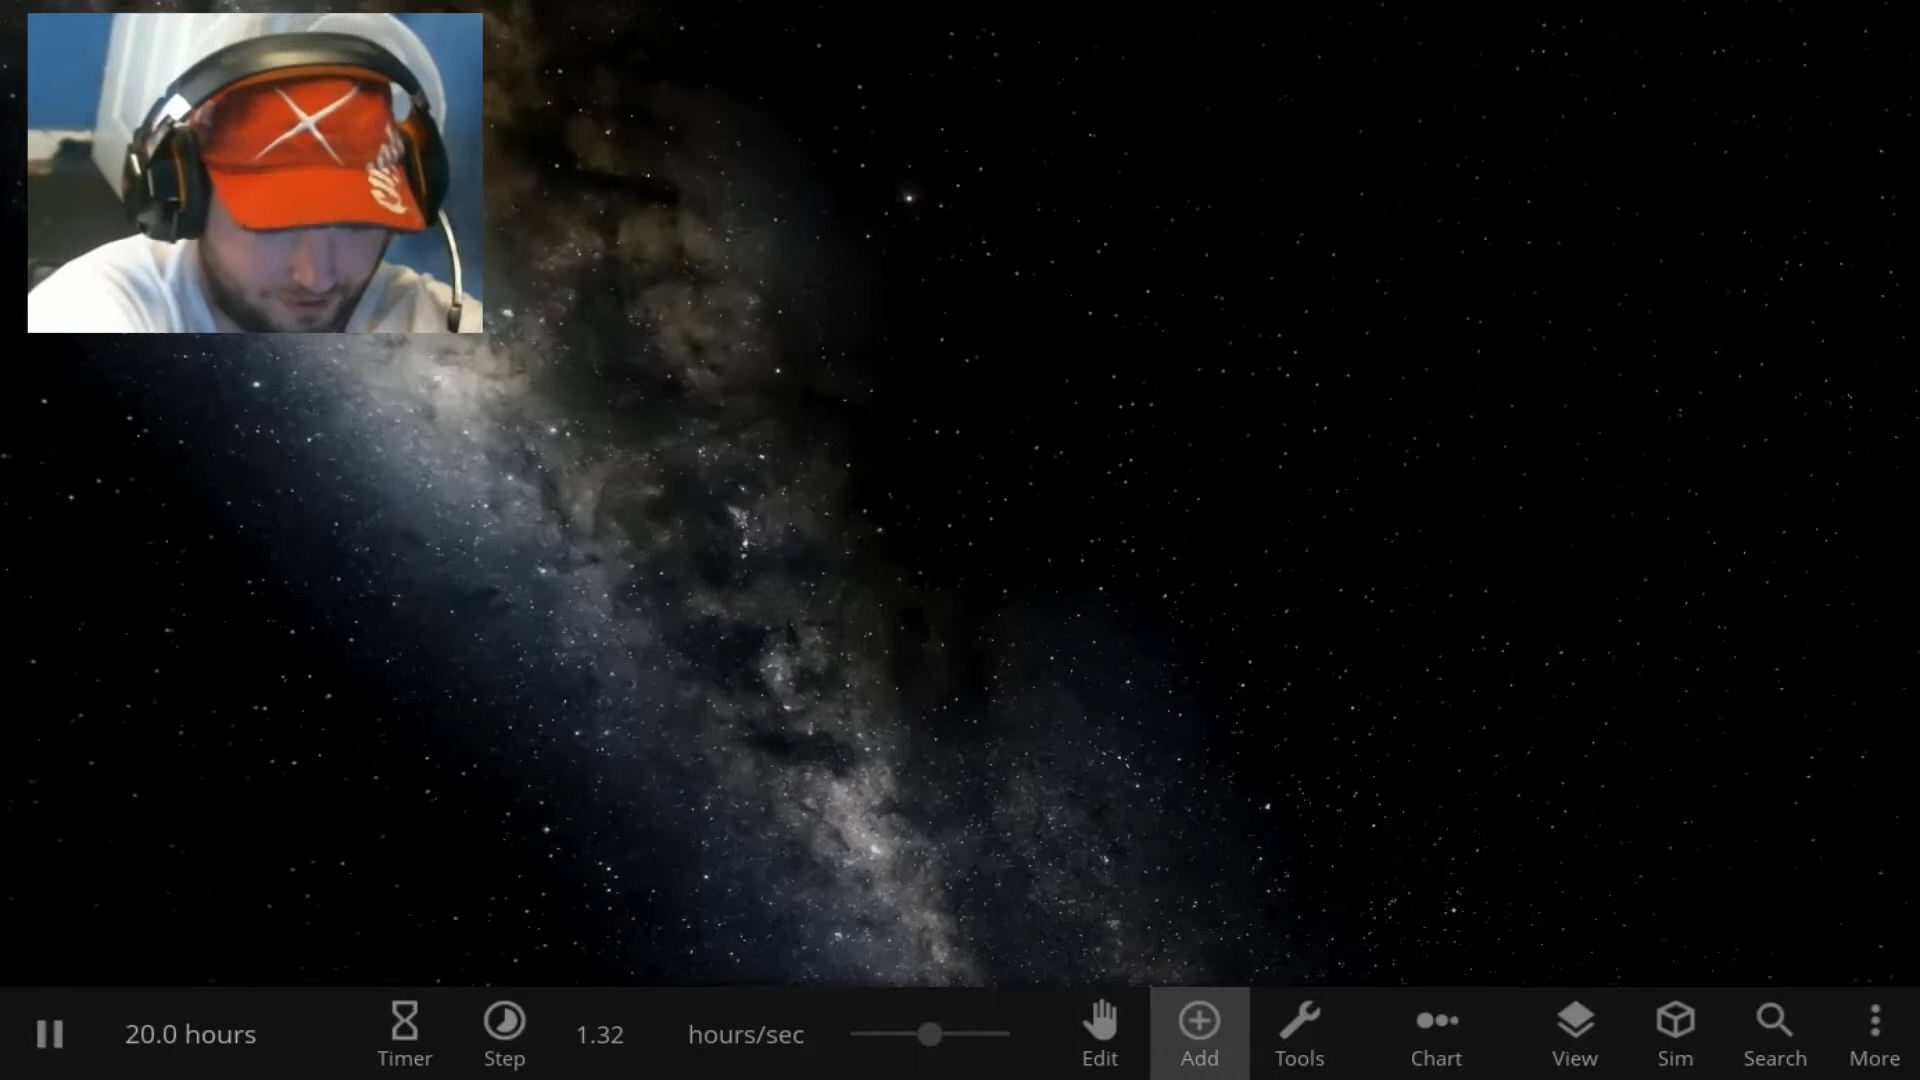 20.0 hours
Timer
Step
1.32
hours/sec
Edit
Add
Tools
Chart
View
Sim
Search
More